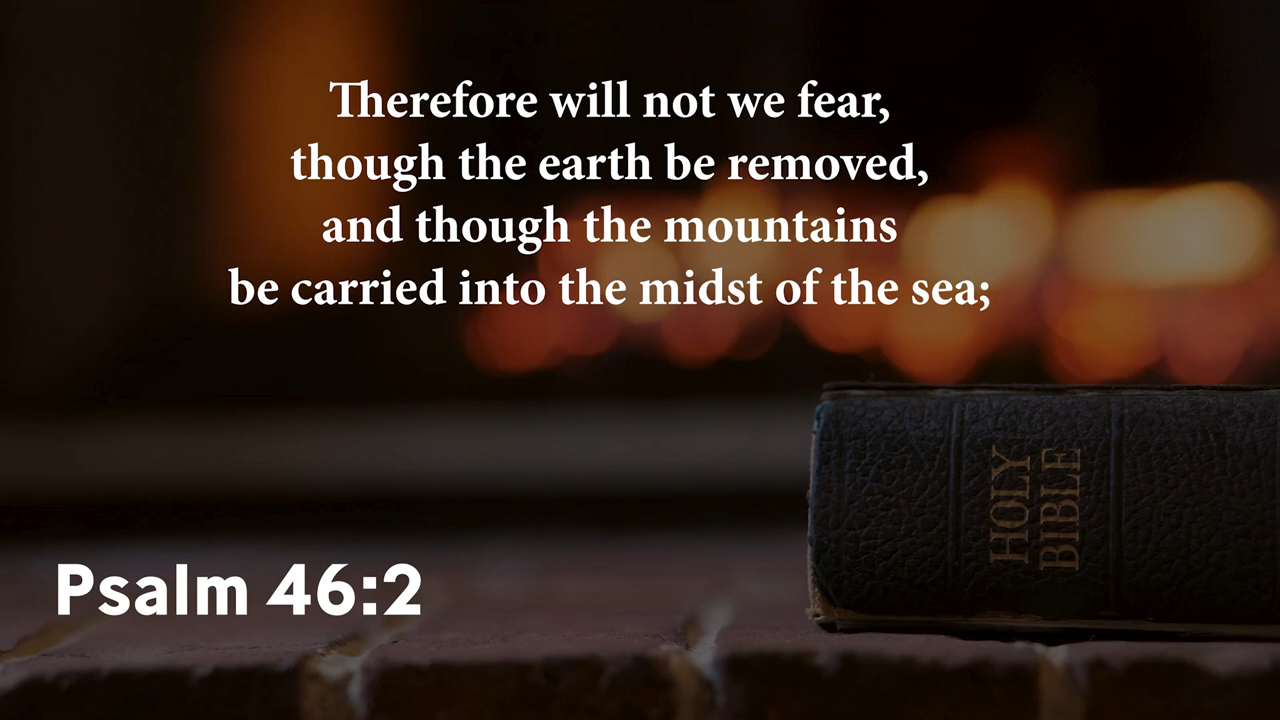 Therefore will not we fear,
though the earth be removed,
and though the mountains
be carried into the midst of the sea;
HOLY
BIBLE
Psalm 46:2